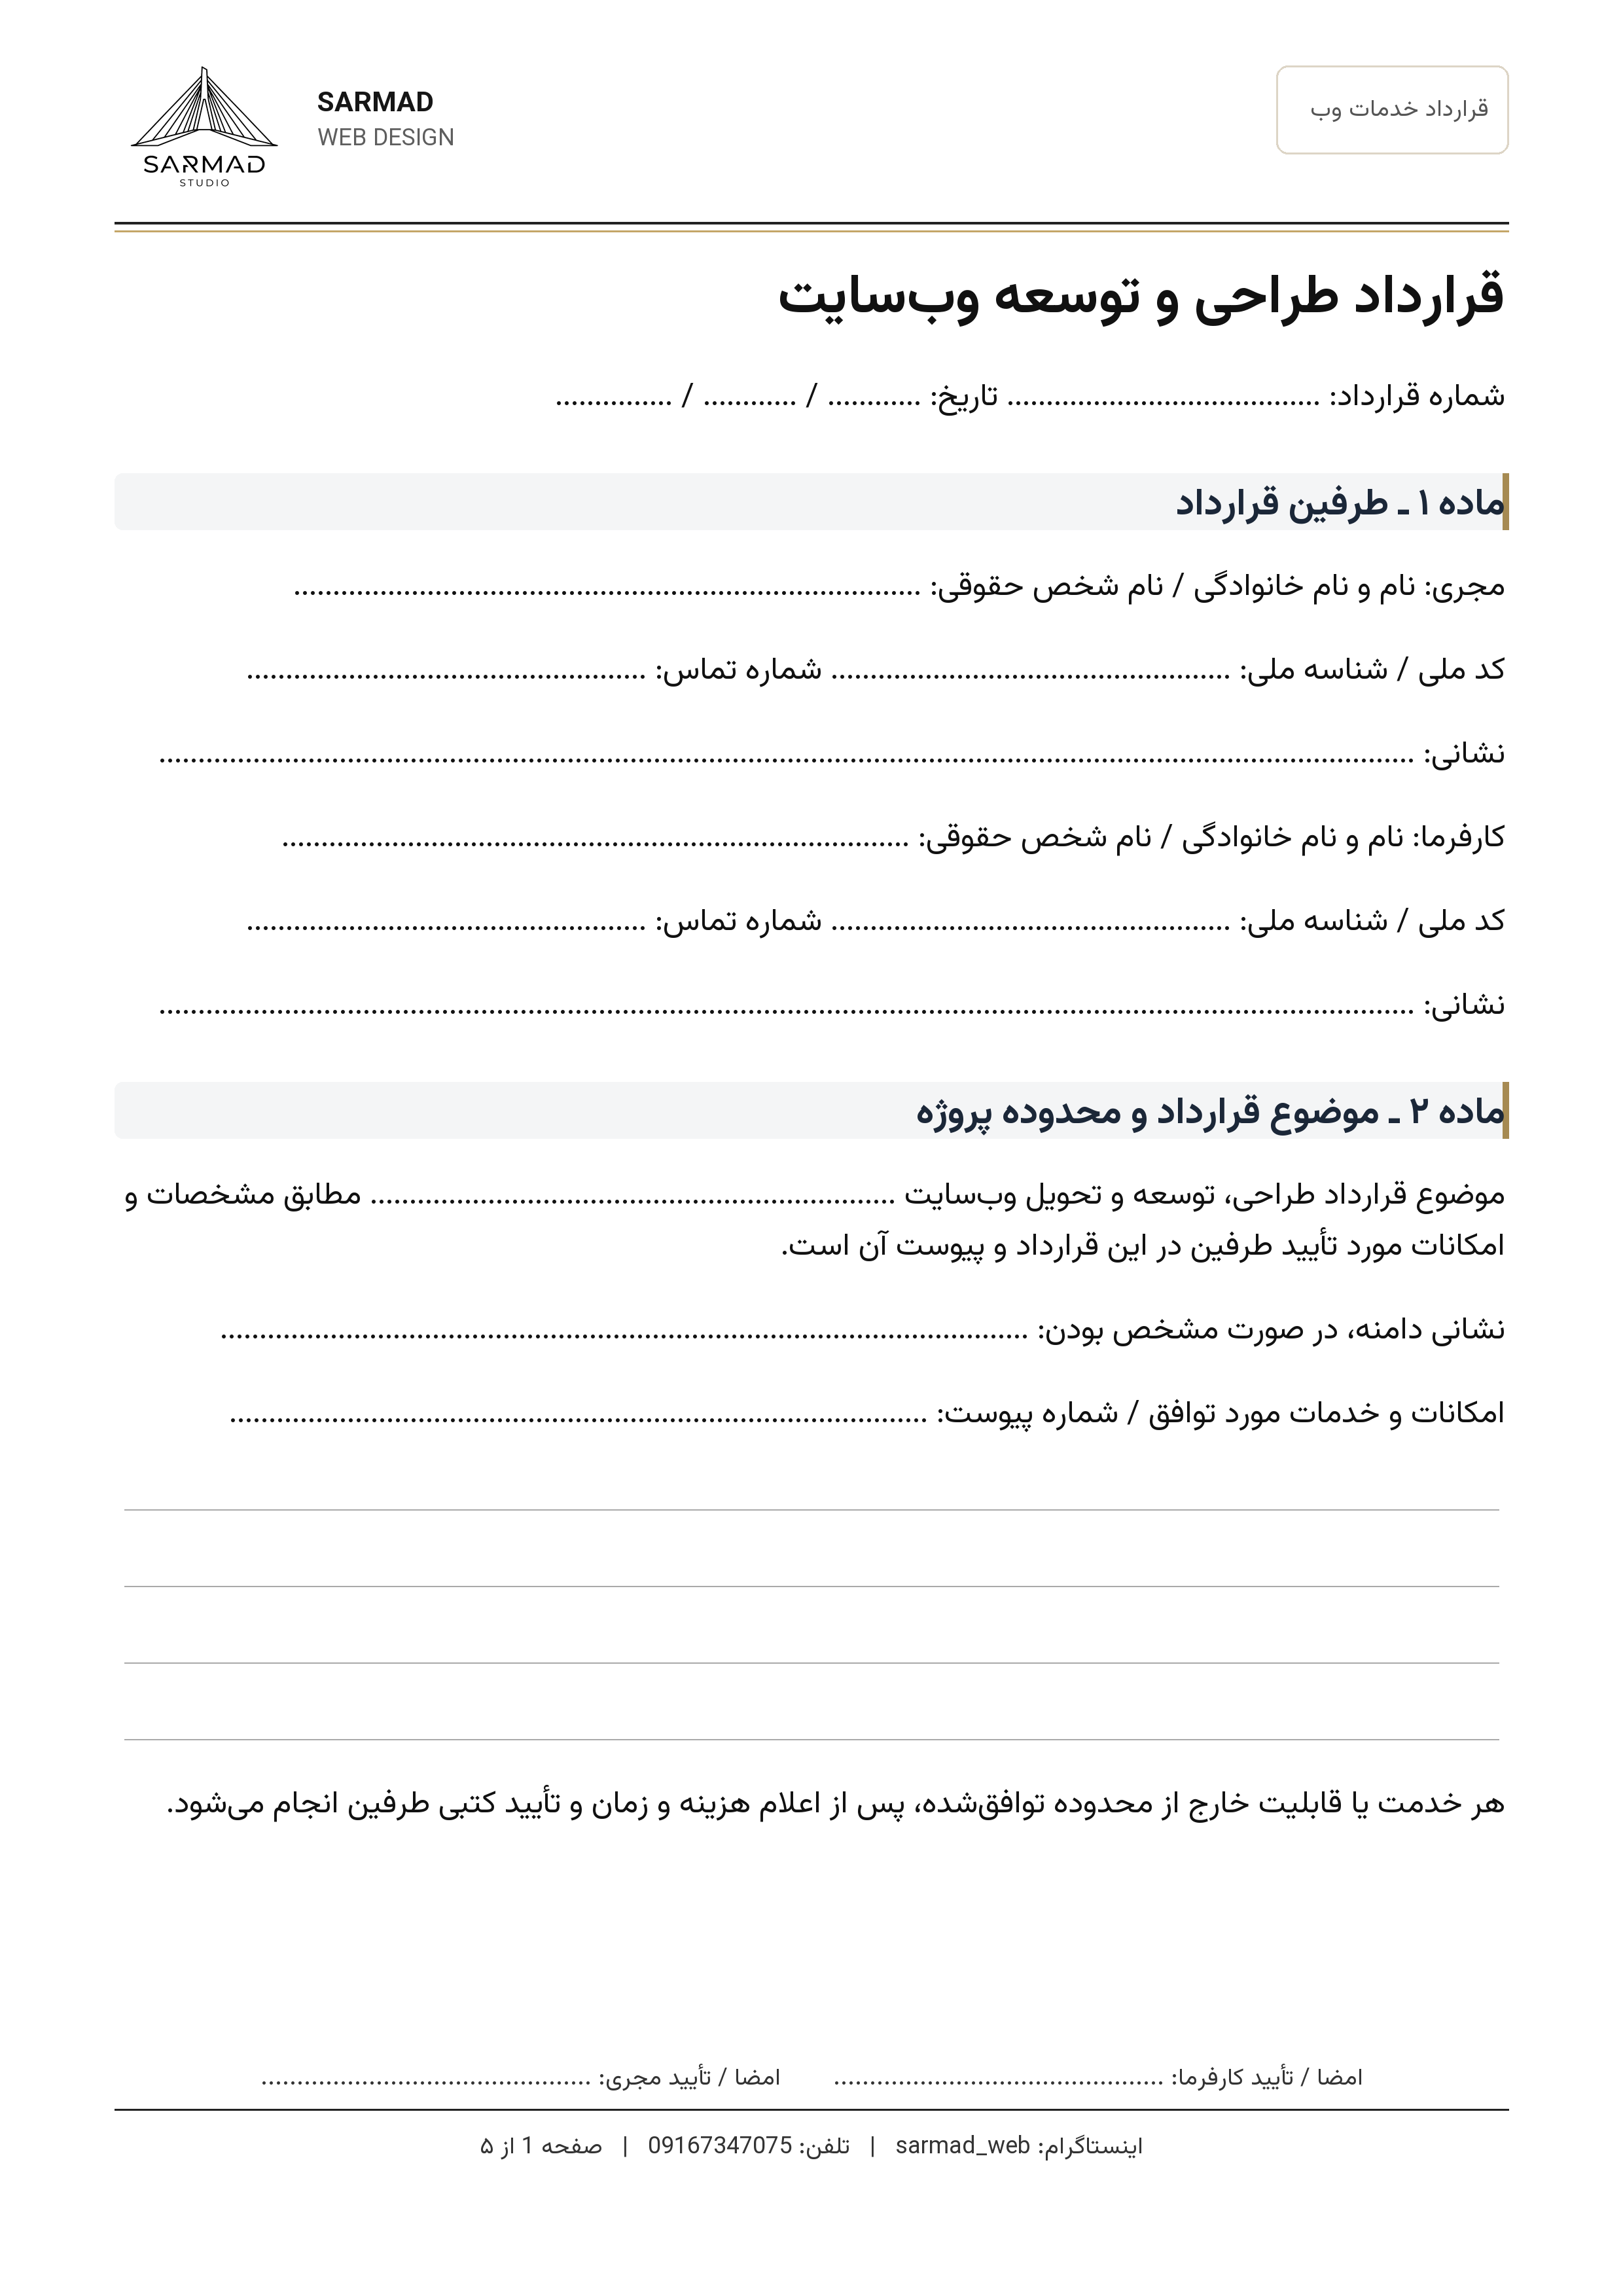 SARMAD
STUDIO
SARMAD
WEB DESIGN
قرارداد خدمات وب
قرارداد طراحی و توسعه وب‌سایت
شماره قرارداد: ........................................ تاریخ: ............ / ............ / ...............
ماده ۱ ـ طرفین قرارداد
مجری: نام و نام خانوادگی / نام شخص حقوقی: ................................................................................
کد ملی / شناسه ملی: ................................................... شماره تماس: ...................................................
نشانی: ................................................................................................................................................................
کارفرما: نام و نام خانوادگی / نام شخص حقوقی: ................................................................................
کد ملی / شناسه ملی: ................................................... شماره تماس: ...................................................
نشانی: ................................................................................................................................................................
ماده ۲ ـ موضوع قرارداد و محدوده پروژه
موضوع قرارداد طراحی، توسعه و تحویل وب‌سایت ................................................................... مطابق مشخصات و
امکانات مورد تأیید طرفین در این قرارداد و پیوست آن است.
نشانی دامنه، در صورت مشخص بودن: .......................................................................................................
امکانات و خدمات مورد توافق / شماره پیوست: .........................................................................................
هر خدمت یا قابلیت خارج از محدوده توافق‌شده، پس از اعلام هزینه و زمان و تأیید کتبی طرفین انجام می‌شود.
امضا / تأیید کارفرما: .............................................. امضا / تأیید مجری: ..............................................
اینستاگرام: sarmad_web | تلفن: 09167347075 | صفحه 1 از ۵